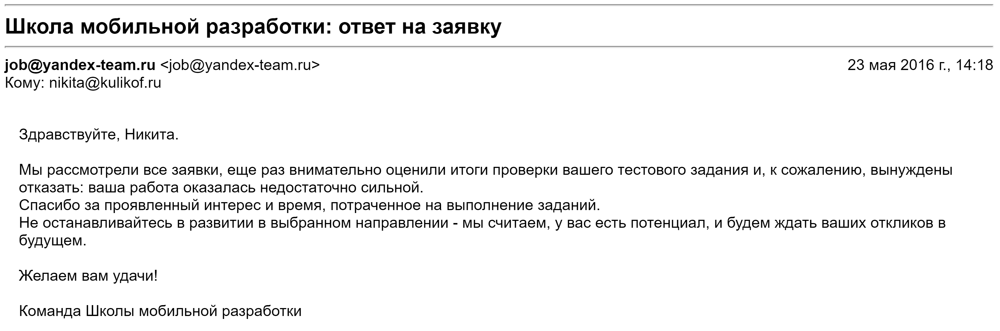 Школа мобильной разработки: ответ на заявку
job@yandex-team.ru <job@yandex-team.ru> 23 мая 2016 г., 14:18
Кому: nikita@kulikof.ru
Здравствуйте, Никита.
Мы рассмотрели все заявки, еще раз внимательно оценили итоги проверки вашего тестового задания и, к сожалению, вынуждены
отказать: ваша работа оказалась недостаточно сильной.
Спасибо за проявленный интерес и время, потраченное на выполнение заданий.
Не останавливайтесь в развитии в выбранном направлении - мы считаем, у вас есть потенциал, и будем ждать ваших откликов в
будущем.
Желаем вам удачи!
Команда Школы мобильной разработки